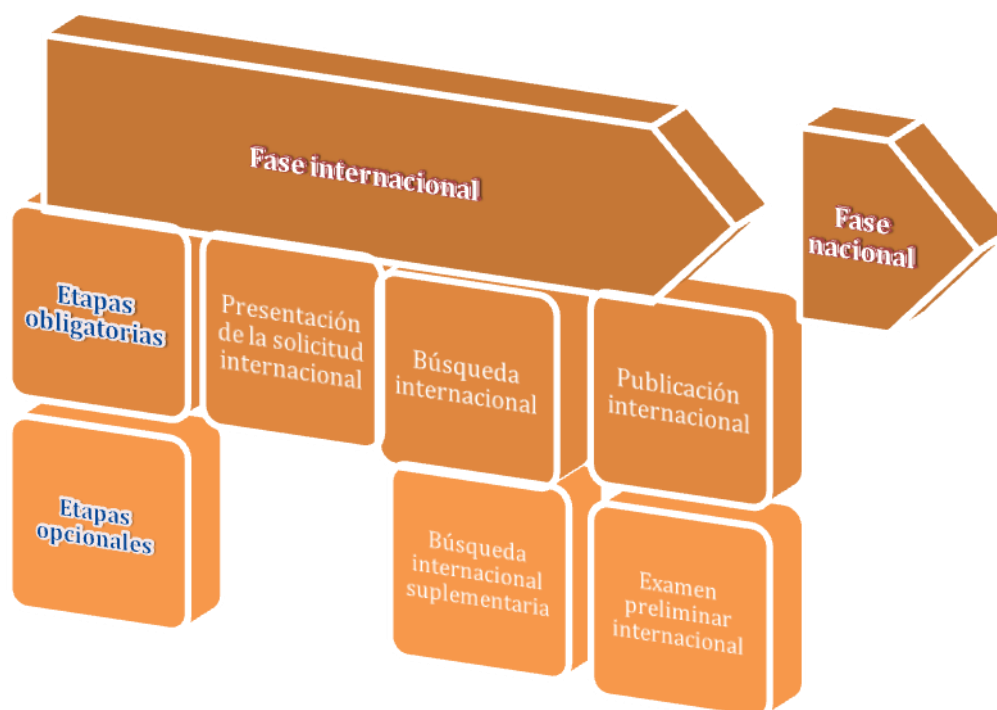 Fase internacional
Fase
nacional
Etapas
obligatorias
Presentación
de la solicitud
internacional
Búsqueda
internacional
Publicación
internacional
Etapas
opcionales
Búsqueda
internacional
suplementaria
Examen
preliminar
internacional